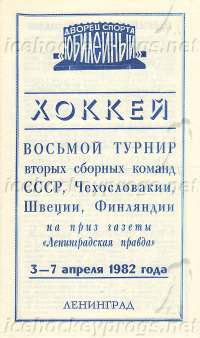 ДВОРЕЦ СПОРТА
"ЮБИЛЕЙНЫЙ"
ХОККЕЙ
ВОСЬМОЙ ТУРНИР
вторых сборных команд
СССР, Чехословакии,
Швеции, Финляндии
на приз газеты
«Ленинградская правда»
3—7 апреля 1982 года
ЛЕНИНГРАД